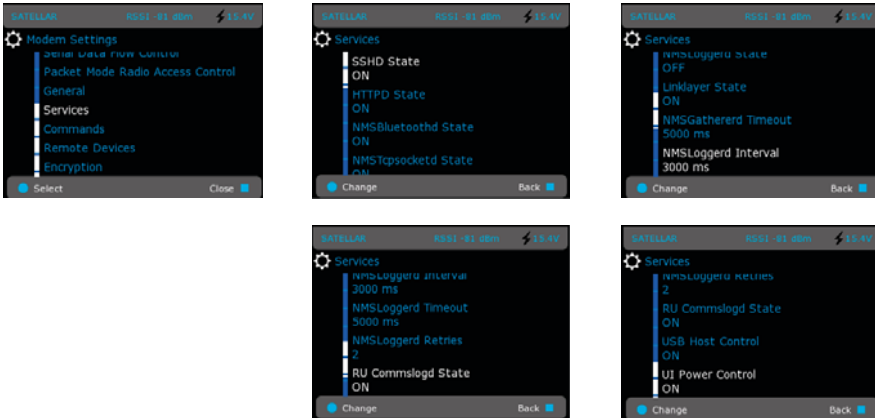 SATELLAR RSSI -81 dBm 15.4V
Modem Settings
Serial Data Flow Control
Packet Mode Radio Access Control
General
Services
Commands
Remote Devices
Encryption
Select Close
SATELLAR RSSI -81 dBm 15.4V
Services
SSHD State
ON
HTTPD State
ON
NMSBluetoothd State
ON
NMSTcpsocketd State
ON
Change Back
SATELLAR RSSI -81 dBm 15.4V
Services
NMSLoggerd State
OFF
Linklayer State
ON
NMSGathererd Timeout
5000 ms
NMSLoggerd Interval
3000 ms
Change Back
SATELLAR RSSI -81 dBm 15.4V
Services
NMSLoggerd Interval
3000 ms
NMSLoggerd Timeout
5000 ms
NMSLoggerd Retries
2
RU Commslogd State
ON
Change Back
SATELLAR RSSI -81 dBm 15.4V
Services
NMSLoggerd Retries
2
RU Commslogd State
ON
USB Host Control
ON
UI Power Control
ON
Change Back